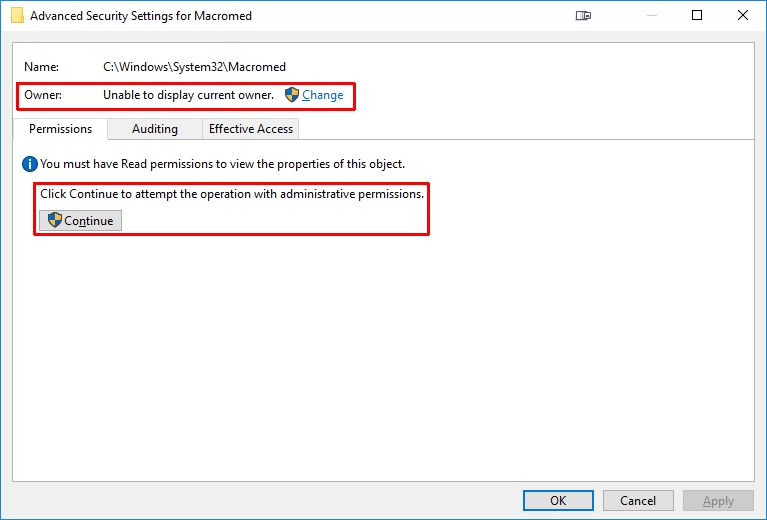 Advanced Security Settings for Macromed
Name: C:\Windows\System32\Macromed
Owner: Unable to display current owner. Change
Permissions Auditing Effective Access
You must have Read permissions to view the properties of this object.
Click Continue to attempt the operation with administrative permissions.
Continue
OK Cancel Apply